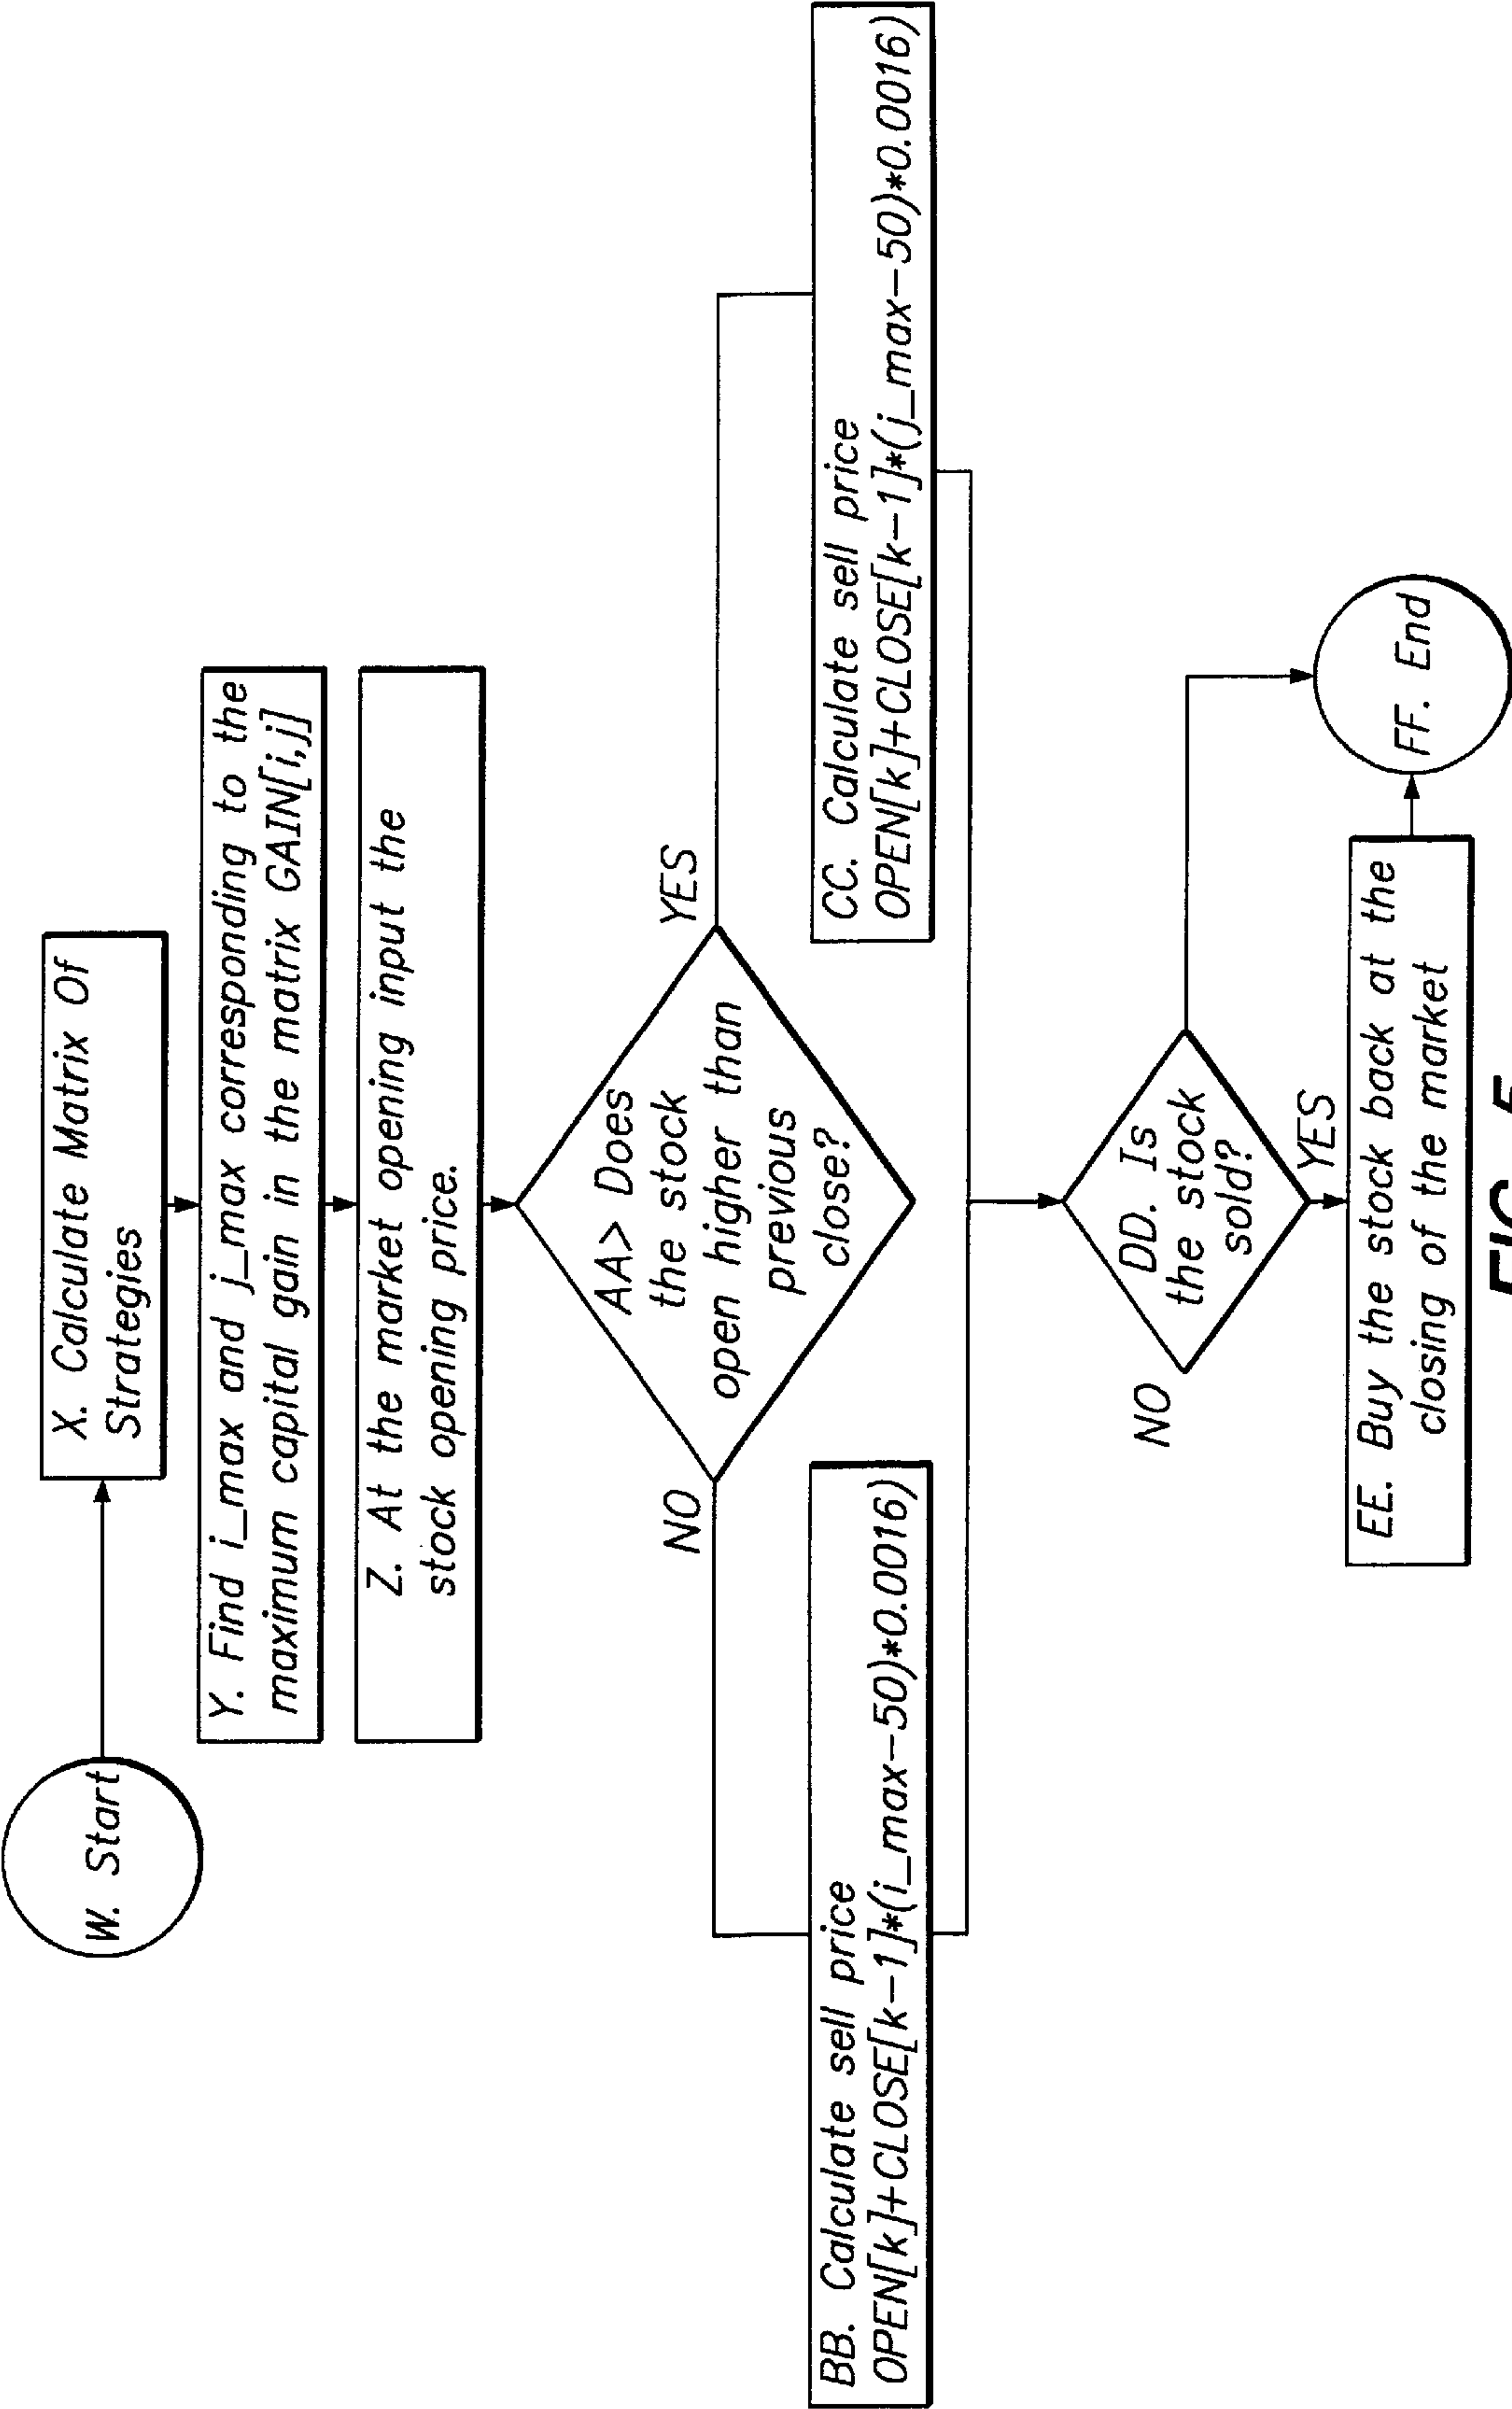 W. Start
X. Calculate Matrix Of
Strategies
Y. Find i_max and j_max corresponding to the
maximum capital gain in the matrix GAIN[i,j]
Z. At the market opening input the
stock opening price.
AA> Does
the stock
open higher than
previous
close?
NO
YES
BB. Calculate sell price
OPEN[k]+CLOSE[k-1]*(i_max-50)*0.0016)
CC. Calculate sell price
OPEN[k]+CLOSE[k-1]*(j_max-50)*0.0016)
DD. Is
the stock
sold?
NO
YES
EE. Buy the stock back at the
closing of the market
FF. End